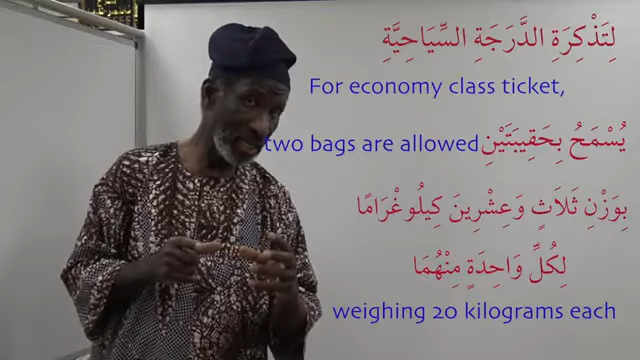 لِتَذْكِرَةِ الدَّرَجَةِ السِّيَاحِيَّةِ
For economy class ticket,
two bags are allowed يُسْمَحُ بِحَقِيبَتَيْنِ
بِوَزْنِ ثَلَاثٍ وَعِشْرِينَ كِيلُوغْرَامًا
لِكُلِّ وَاحِدَةٍ مِنْهُمَا
weighing 20 kilograms each